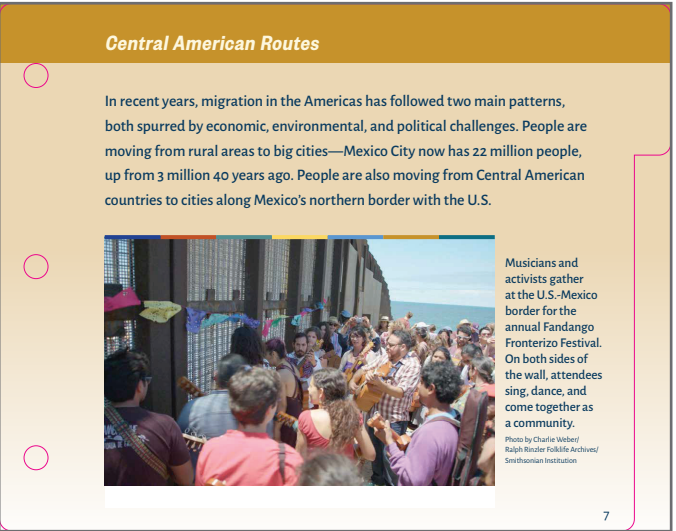 Central American Routes
In recent years, migration in the Americas has followed two main patterns,
both spurred by economic, environmental, and political challenges. People are
moving from rural areas to big cities—Mexico City now has 22 million people,
up from 3 million 40 years ago. People are also moving from Central American
countries to cities along Mexico's northern border with the U.S.
Musicians and
activists gather
at the U.S.-Mexico
border for the
annual Fandango
Fronterizo Festival.
On both sides of
the wall, attendees
sing, dance, and
come together as
a community.
Photo by Charlie Weber/
Ralph Rinzler Folklife Archives/
Smithsonian Institution
7